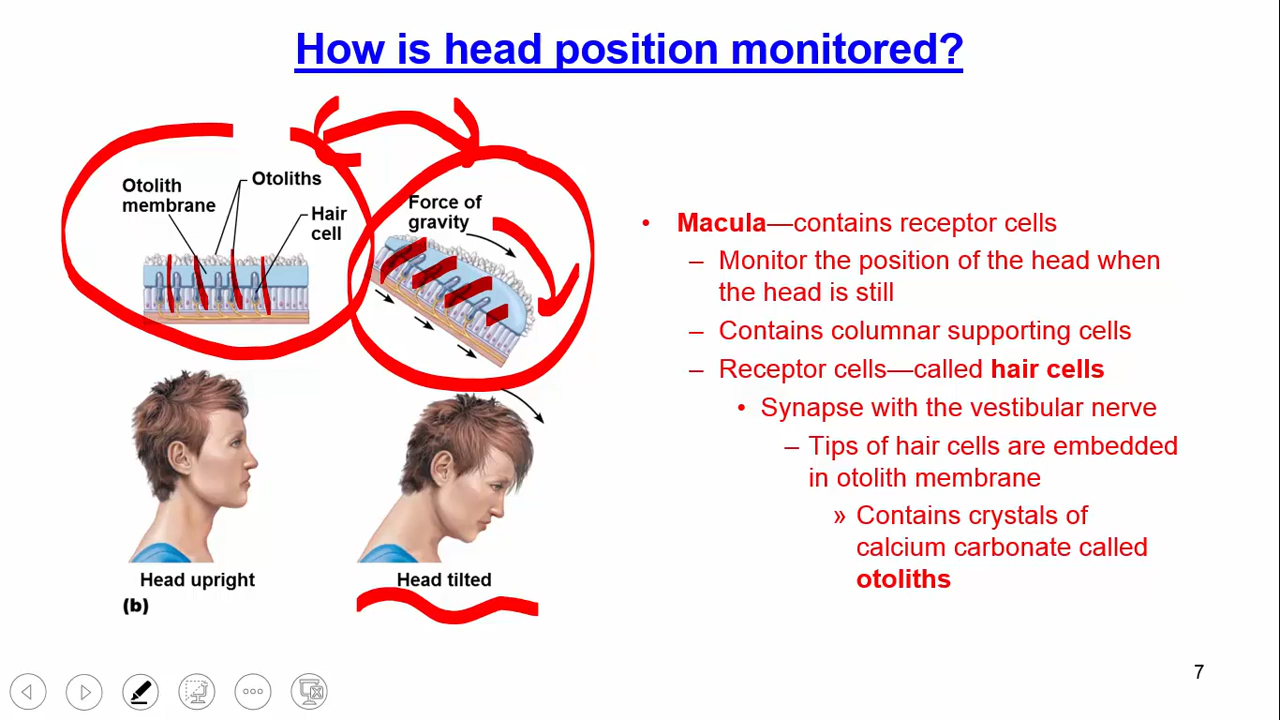 How is head position monitored?
Otolith
membrane
Otoliths
Hair
cell
Force of
gravity
Head upright
Head tilted
(b)
• Macula—contains receptor cells
– Monitor the position of the head when
the head is still
– Contains columnar supporting cells
– Receptor cells—called hair cells
• Synapse with the vestibular nerve
– Tips of hair cells are embedded
in otolith membrane
» Contains crystals of
calcium carbonate called
otoliths
7